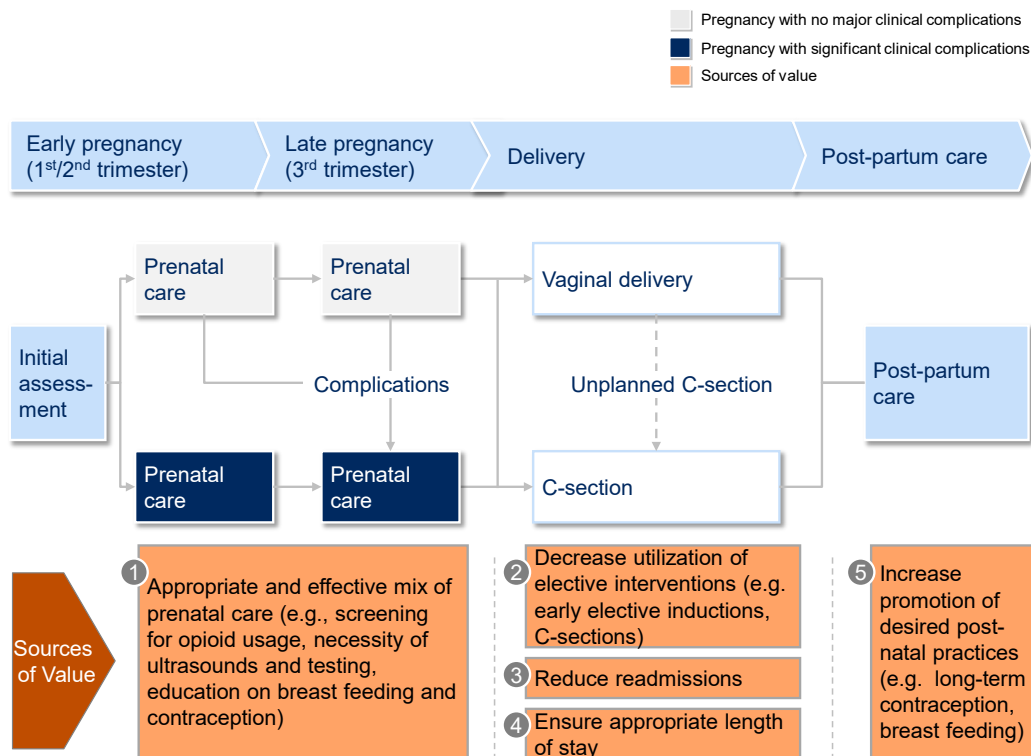 Pregnancy with no major clinical complications
Pregnancy with significant clinical complications
Sources of value
Early pregnancy
(1st/2nd trimester)
Late pregnancy
(3rd trimester)
Delivery
Post-partum care
Prenatal
care
Prenatal
care
Vaginal delivery
Initial
assess-
ment
Complications
Unplanned C-section
Post-partum
care
Prenatal
care
Prenatal
care
C-section
Sources
of Value
1
Appropriate and effective mix of
prenatal care (e.g., screening
for opioid usage, necessity of
ultrasounds and testing,
education on breast feeding and
contraception)
2
Decrease utilization of
elective interventions (e.g.
early elective inductions,
C-sections)
3
Reduce readmissions
4
Ensure appropriate length
of stay
5
Increase
promotion of
desired post-
natal practices
(e.g. long-term
contraception,
breast feeding)